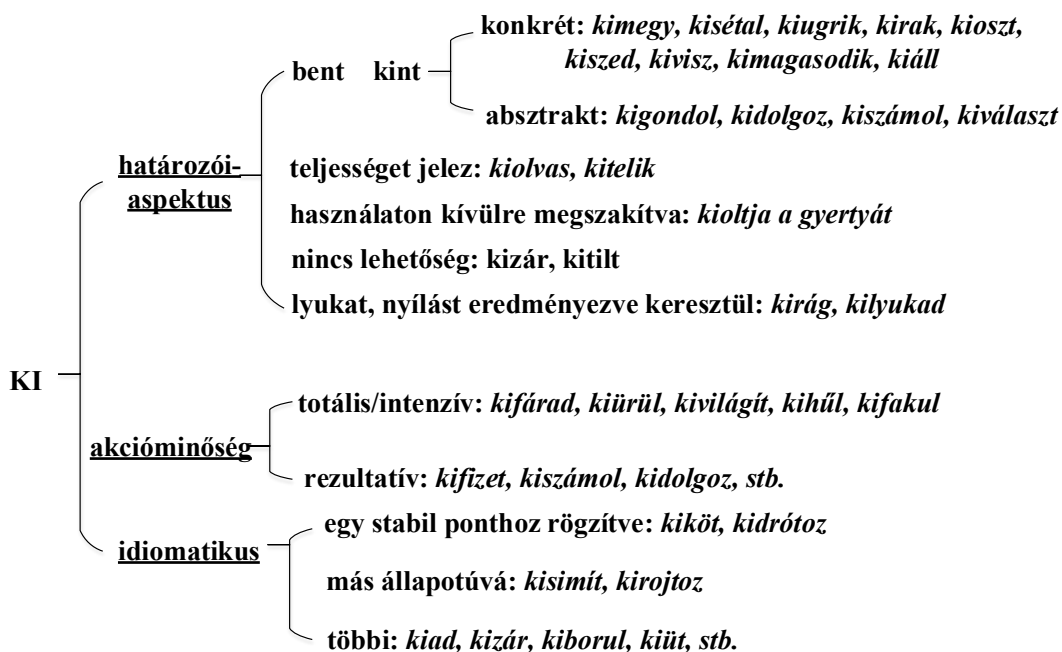 konkrét: kimegy, kisétal, kiugrik, kirak, kioszt,
kiszed, kivisz, kimagasodik, kiáll
bent kint
absztrakt: kigondol, kidolgoz, kiszámol, kiválaszt
határozói-
aspektus
teljességet jelez: kiolvas, kitelik
használaton kívülre megszakítva: kioltja a gyertyát
nincs lehetőség: kizár, kitilt
lyukat, nyílást eredményezve keresztül: kirág, kilyukad
KI
totális/intenzív: kifárad, kiürül, kivilágít, kihűl, kifakul
akcióminőség
rezultatív: kifizet, kiszámol, kidolgoz, stb.
egy stabil ponthoz rögzítve: kiköt, kidrótoz
idiomatikus
más állapotúvá: kisimít, kirojtoz
többi: kiad, kizár, kiborul, kiüt, stb.